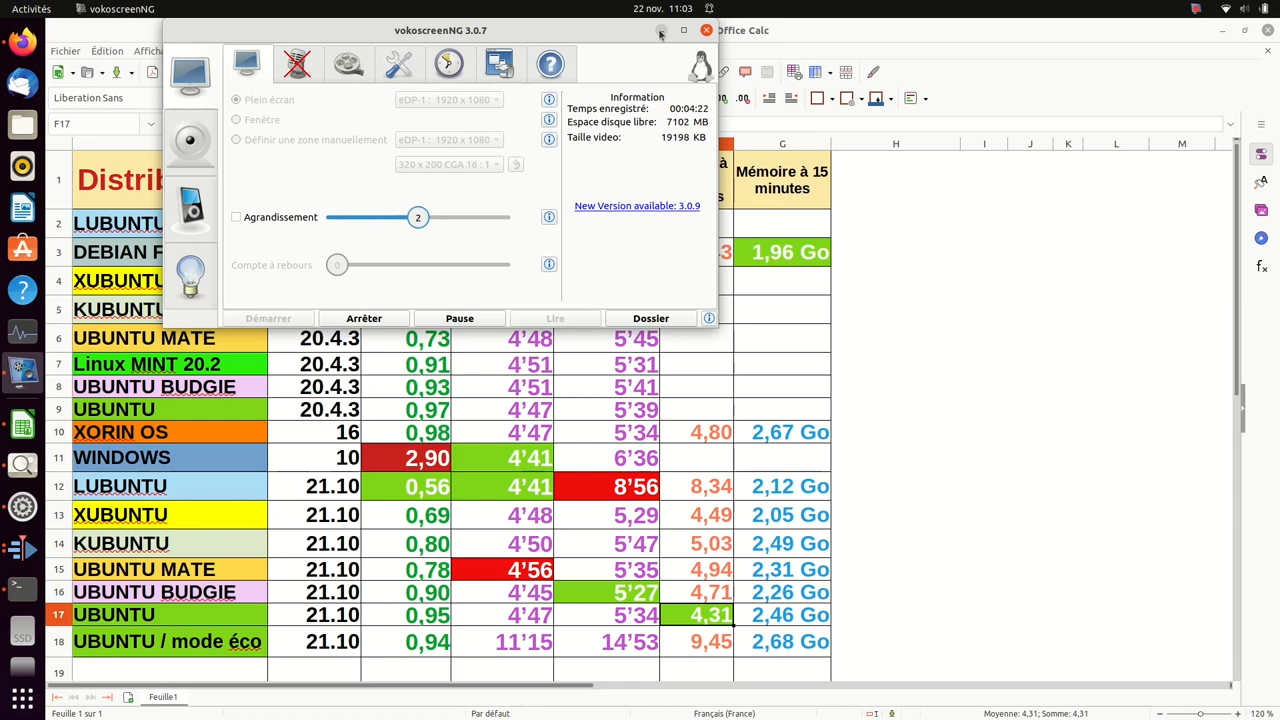 Activités vokoscreenNG 22 nov. 11:03
vokoscreenNG 3.0.7
Office Calc
Fichier Édition Afficha
Liberation Sans
F17
Plein écran eDP-1 : 1920 x 1080
Fenêtre
Définir une zone manuellement eDP-1 : 1920 x 1080
320 x 200 CGA 16 : 1
Agrandissement 2
Compte à rebours 0
Information
Temps enregistré: 00:04:22
Espace disque libre: 7102 MB
Taille video: 19198 KB
New Version available: 3.0.9
Démarrer Arrêter Pause Lire Dossier
G H I J K L M
1 Distrib à s Mémoire à 15 minutes
2 LUBUNTU
3 DEBIAN F 3 1,96 Go
4 XUBUNTU
5 KUBUNTU
6 UBUNTU MATE 20.4.3 0,73 4’48 5’45
7 Linux MINT 20.2 20.4.3 0,91 4’51 5’31
8 UBUNTU BUDGIE 20.4.3 0,93 4’51 5’41
9 UBUNTU 20.4.3 0,97 4’47 5’39
10 XORIN OS 16 0,98 4’47 5’34 4,80 2,67 Go
11 WINDOWS 10 2,90 4’41 6’36
12 LUBUNTU 21.10 0,56 4’41 8’56 8,34 2,12 Go
13 XUBUNTU 21.10 0,69 4’48 5,29 4,49 2,05 Go
14 KUBUNTU 21.10 0,80 4’50 5’47 5,03 2,49 Go
15 UBUNTU MATE 21.10 0,78 4’56 5’35 4,94 2,31 Go
16 UBUNTU BUDGIE 21.10 0,90 4’45 5’27 4,71 2,26 Go
17 UBUNTU 21.10 0,95 4’47 5’34 4,31 2,46 Go
18 UBUNTU / mode éco 21.10 0,94 11’15 14’53 9,45 2,68 Go
19
SSD
Feuille1
Feuille 1 sur 1 Par défaut Français (France) Moyenne: 4,31; Somme: 4,31 120 %